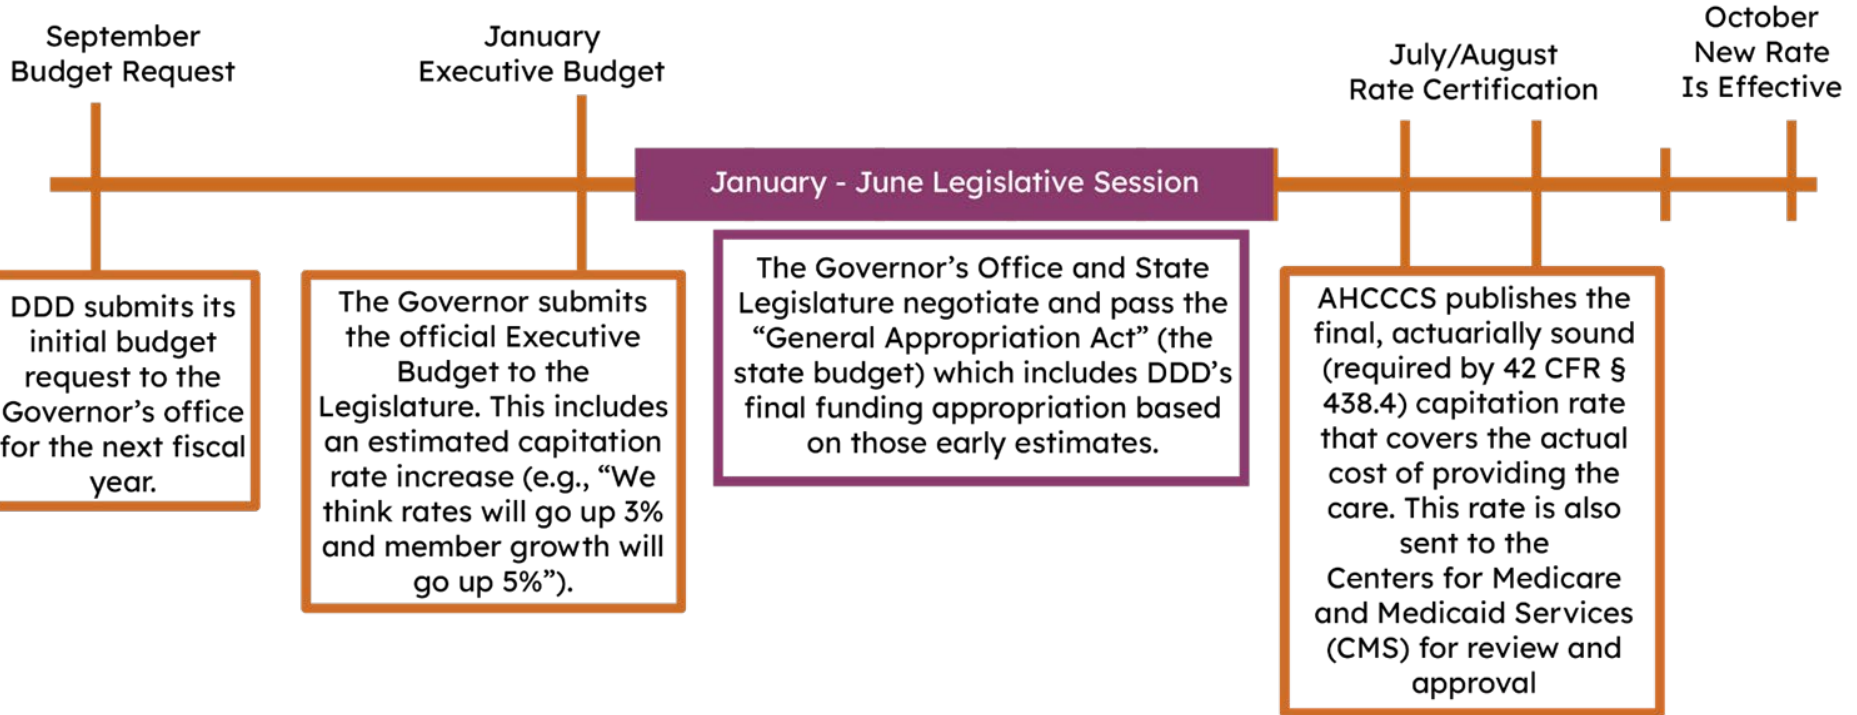 September
Budget Request
January
Executive Budget
July/August
Rate Certification
October
New Rate
Is Effective
January - June Legislative Session
DDD submits its
initial budget
request to the
Governor’s office
for the next fiscal
year.
The Governor submits
the official Executive
Budget to the
Legislature. This includes
an estimated capitation
rate increase (e.g., “We
think rates will go up 3%
and member growth will
go up 5%”).
The Governor’s Office and State
Legislature negotiate and pass the
“General Appropriation Act” (the
state budget) which includes DDD’s
final funding appropriation based
on those early estimates.
AHCCCS publishes the
final, actuarially sound
(required by 42 CFR §
438.4) capitation rate
that covers the actual
cost of providing the
care. This rate is also
sent to the
Centers for Medicare
and Medicaid Services
(CMS) for review and
approval